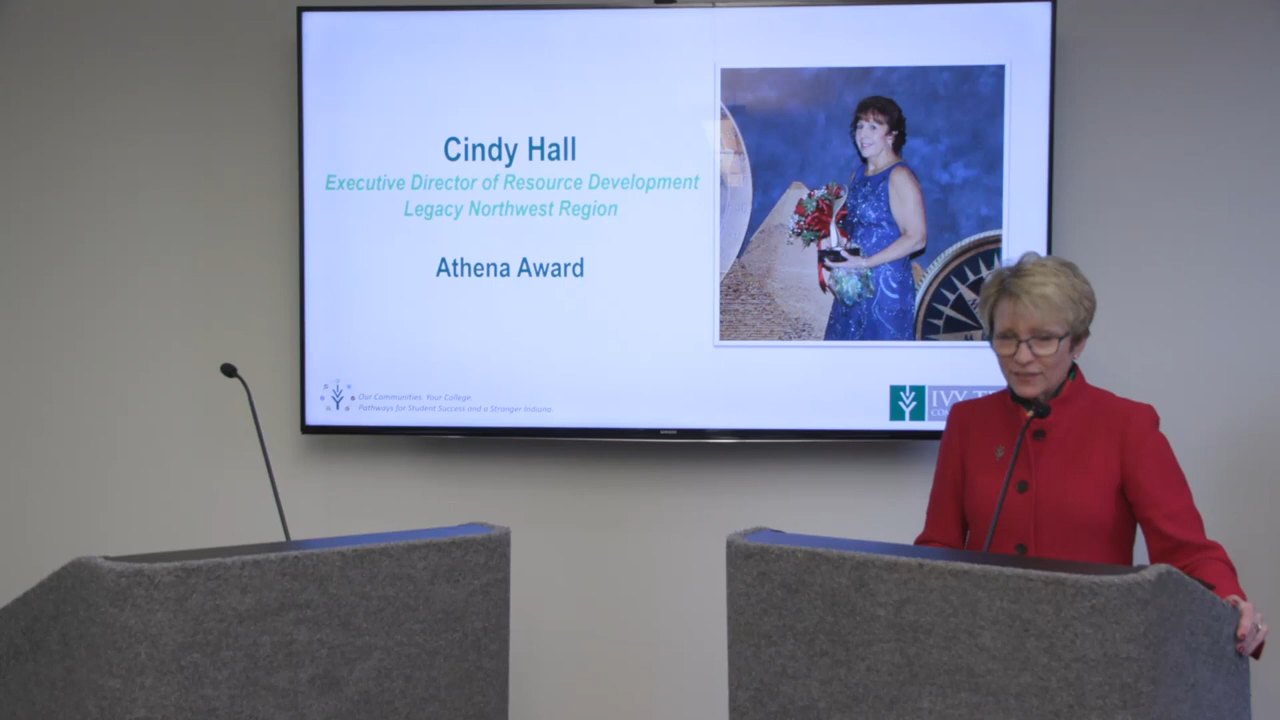 Cindy Hall
Executive Director of Resource Development
Legacy Northwest Region
Athena Award
Our Communities. Your College.
Pathways for Student Success and a Stronger Indiana.
IVY